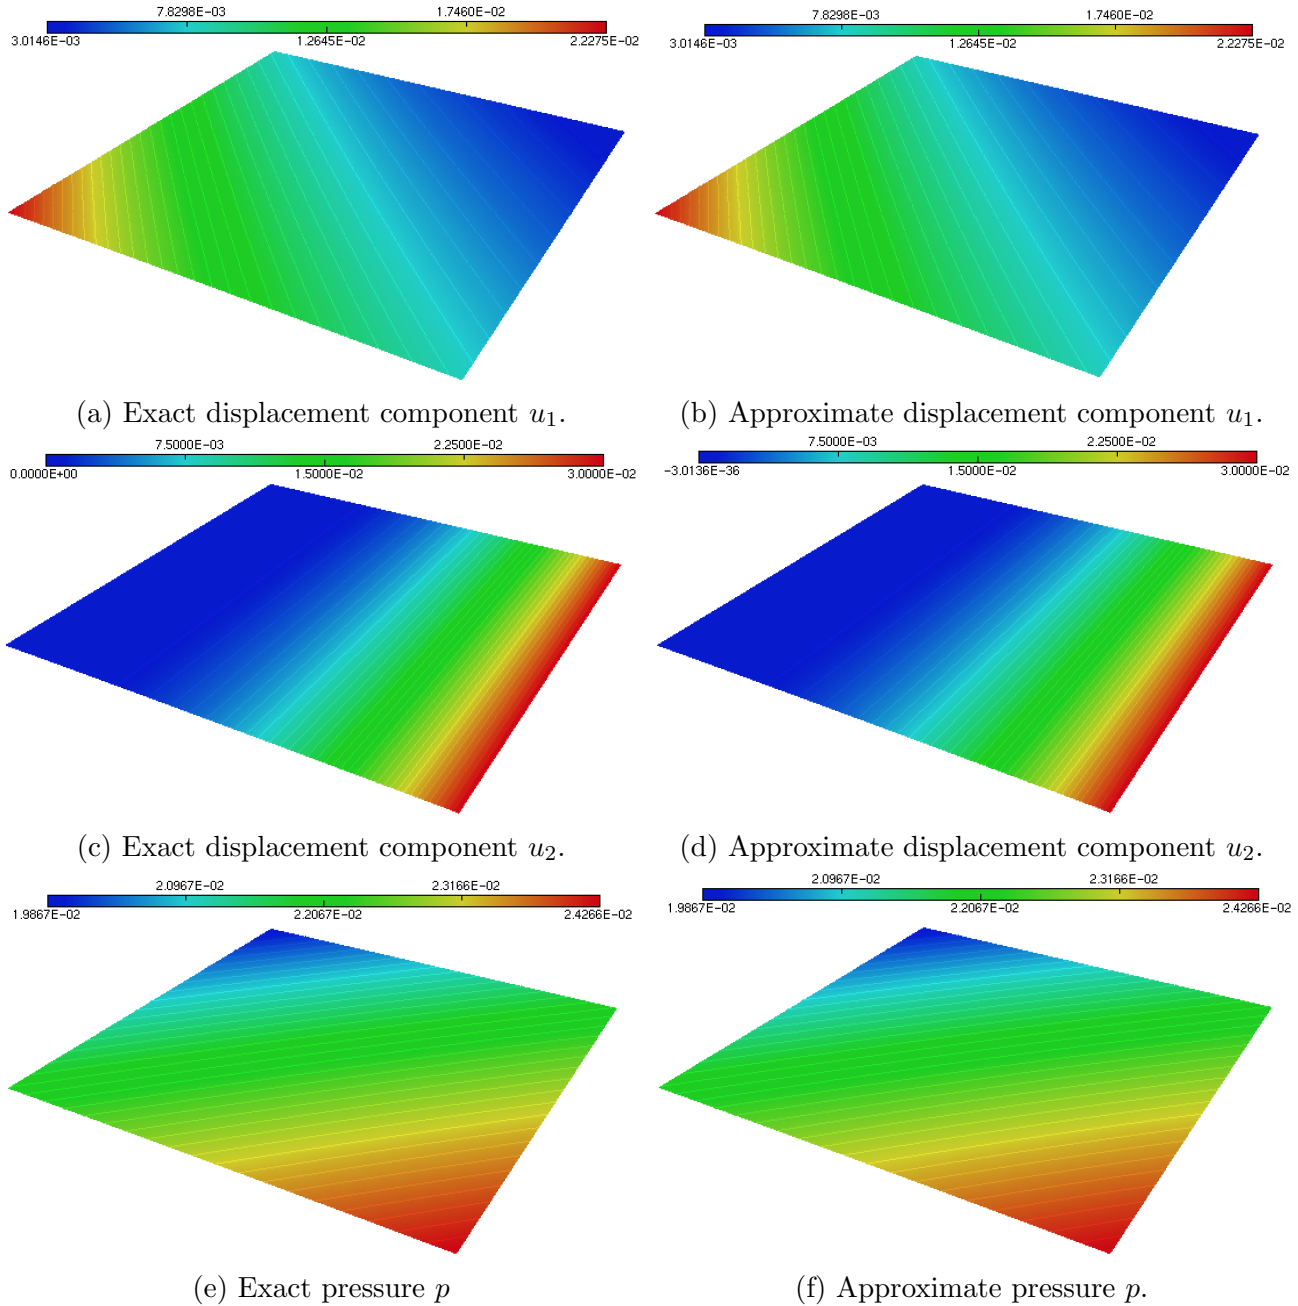 7.8298E-03 1.7460E-02 7.8298E-03 1.7460E-02
3.0146E-03 1.2645E-02 2.2275E-02 3.0146E-03 1.2645E-02 2.2275E-02
(a) Exact displacement component u₁. (b) Approximate displacement component u₁.
7.5000E-03 2.2500E-02 7.5000E-03 2.2500E-02
0.0000E+00 1.5000E-02 3.0000E-02 -3.0136E-36 1.5000E-02 3.0000E-02
(c) Exact displacement component u₂. (d) Approximate displacement component u₂.
2.0967E-02 2.3166E-02 2.0967E-02 2.3166E-02
1.9867E-02 2.2067E-02 2.4266E-02 1.9867E-02 2.2067E-02 2.4266E-02
(e) Exact pressure p (f) Approximate pressure p.